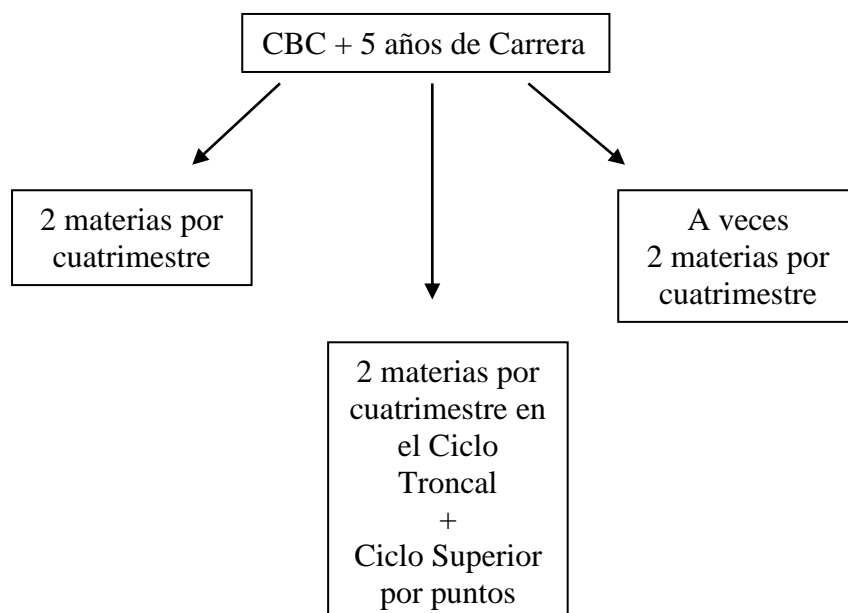 CBC + 5 años de Carrera
2 materias por
cuatrimestre
A veces
2 materias por
cuatrimestre
2 materias por
cuatrimestre en
el Ciclo
Troncal
+
Ciclo Superior
por puntos